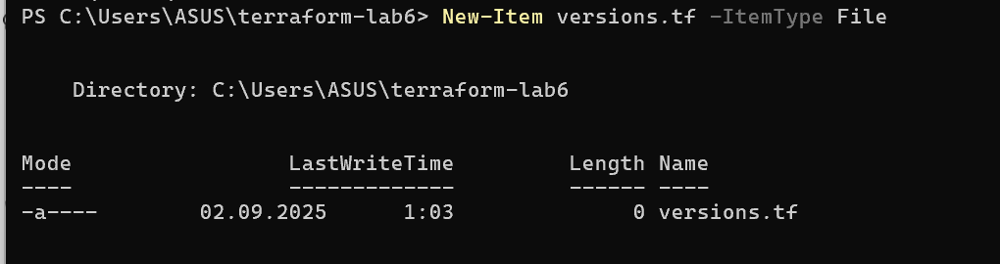 PS C:\Users\ASUS\terraform-lab6> New-Item versions.tf -ItemType File
Directory: C:\Users\ASUS\terraform-lab6
Mode LastWriteTime Length Name
---- ------------- ------ ----
-a---- 02.09.2025 1:03 0 versions.tf